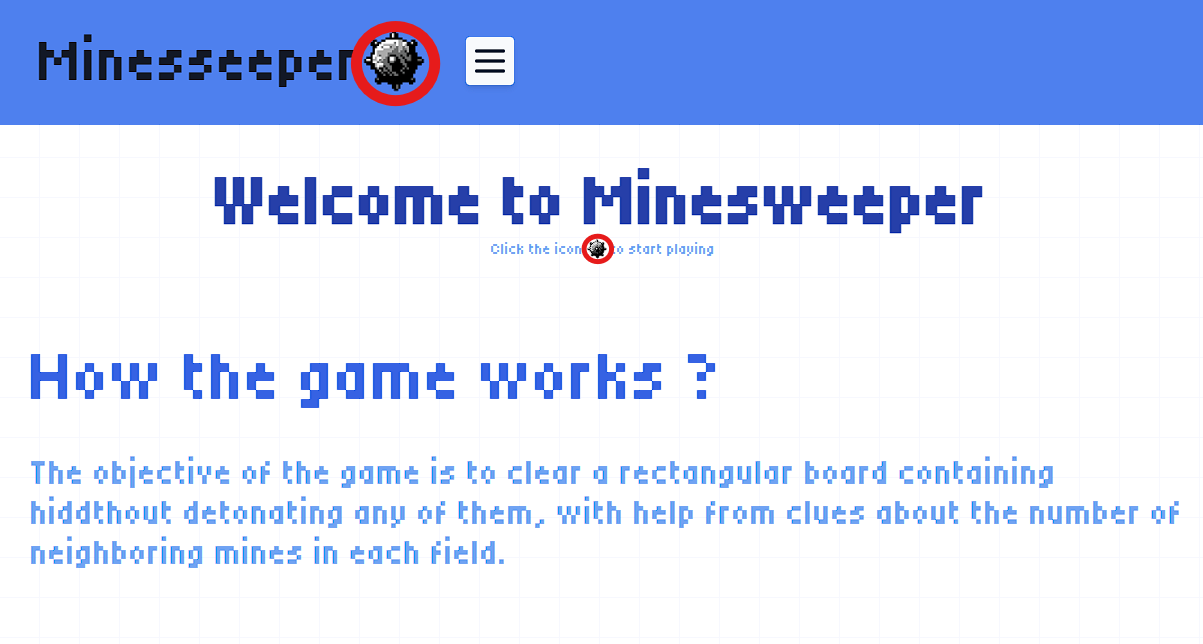 Minesseeper
Welcome to Minesweeper
Click the icon to start playing
How the game works ?
The objective of the game is to clear a rectangular board containing
hiddthout detonating any of them, with help from clues about the number of
neighboring mines in each field.